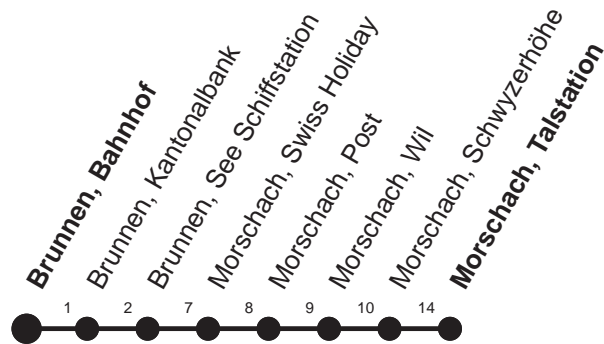 Brunnen, Bahnhof
Brunnen, Kantonalbank
Brunnen, See Schiffstation
Morschach, Swiss Holiday
Morschach, Post
Morschach, Wil
Morschach, Schwyzerhöhe
Morschach, Talstation
1 2 7 8 9 10 14